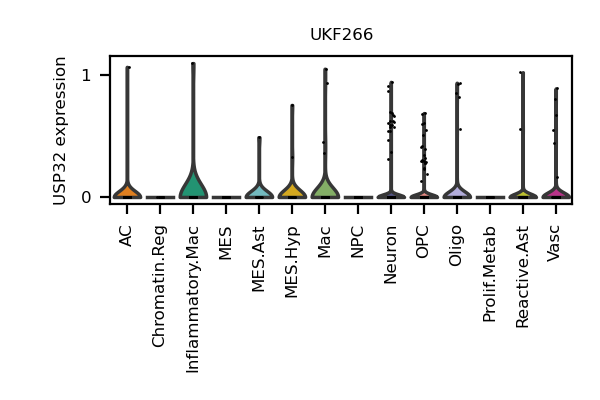 UKF266
USP32 expression
1
0
AC
Chromatin.Reg
Inflammatory.Mac
MES
MES.Ast
MES.Hyp
Mac
NPC
Neuron
OPC
Oligo
Prolif.Metab
Reactive.Ast
Vasc